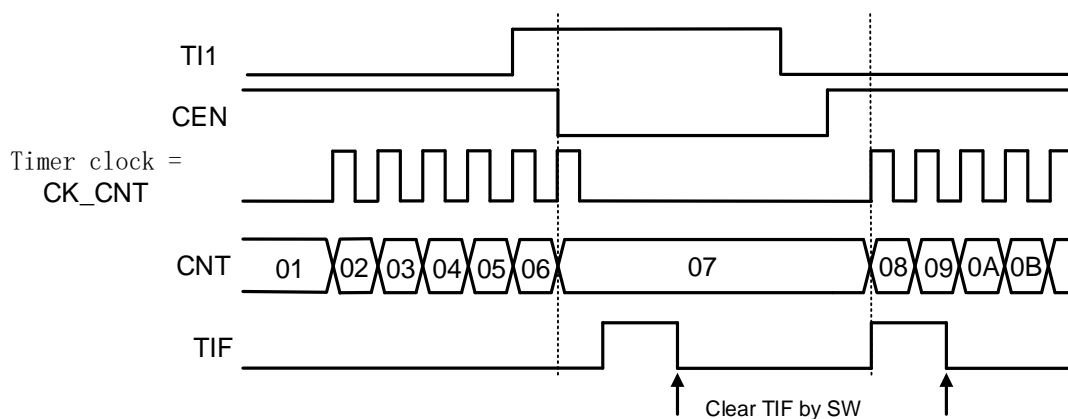 TI1
CEN
Timer clock =
CK_CNT
CNT 01 02 03 04 05 06 07 08 09 0A 0B
TIF
Clear TIF by SW